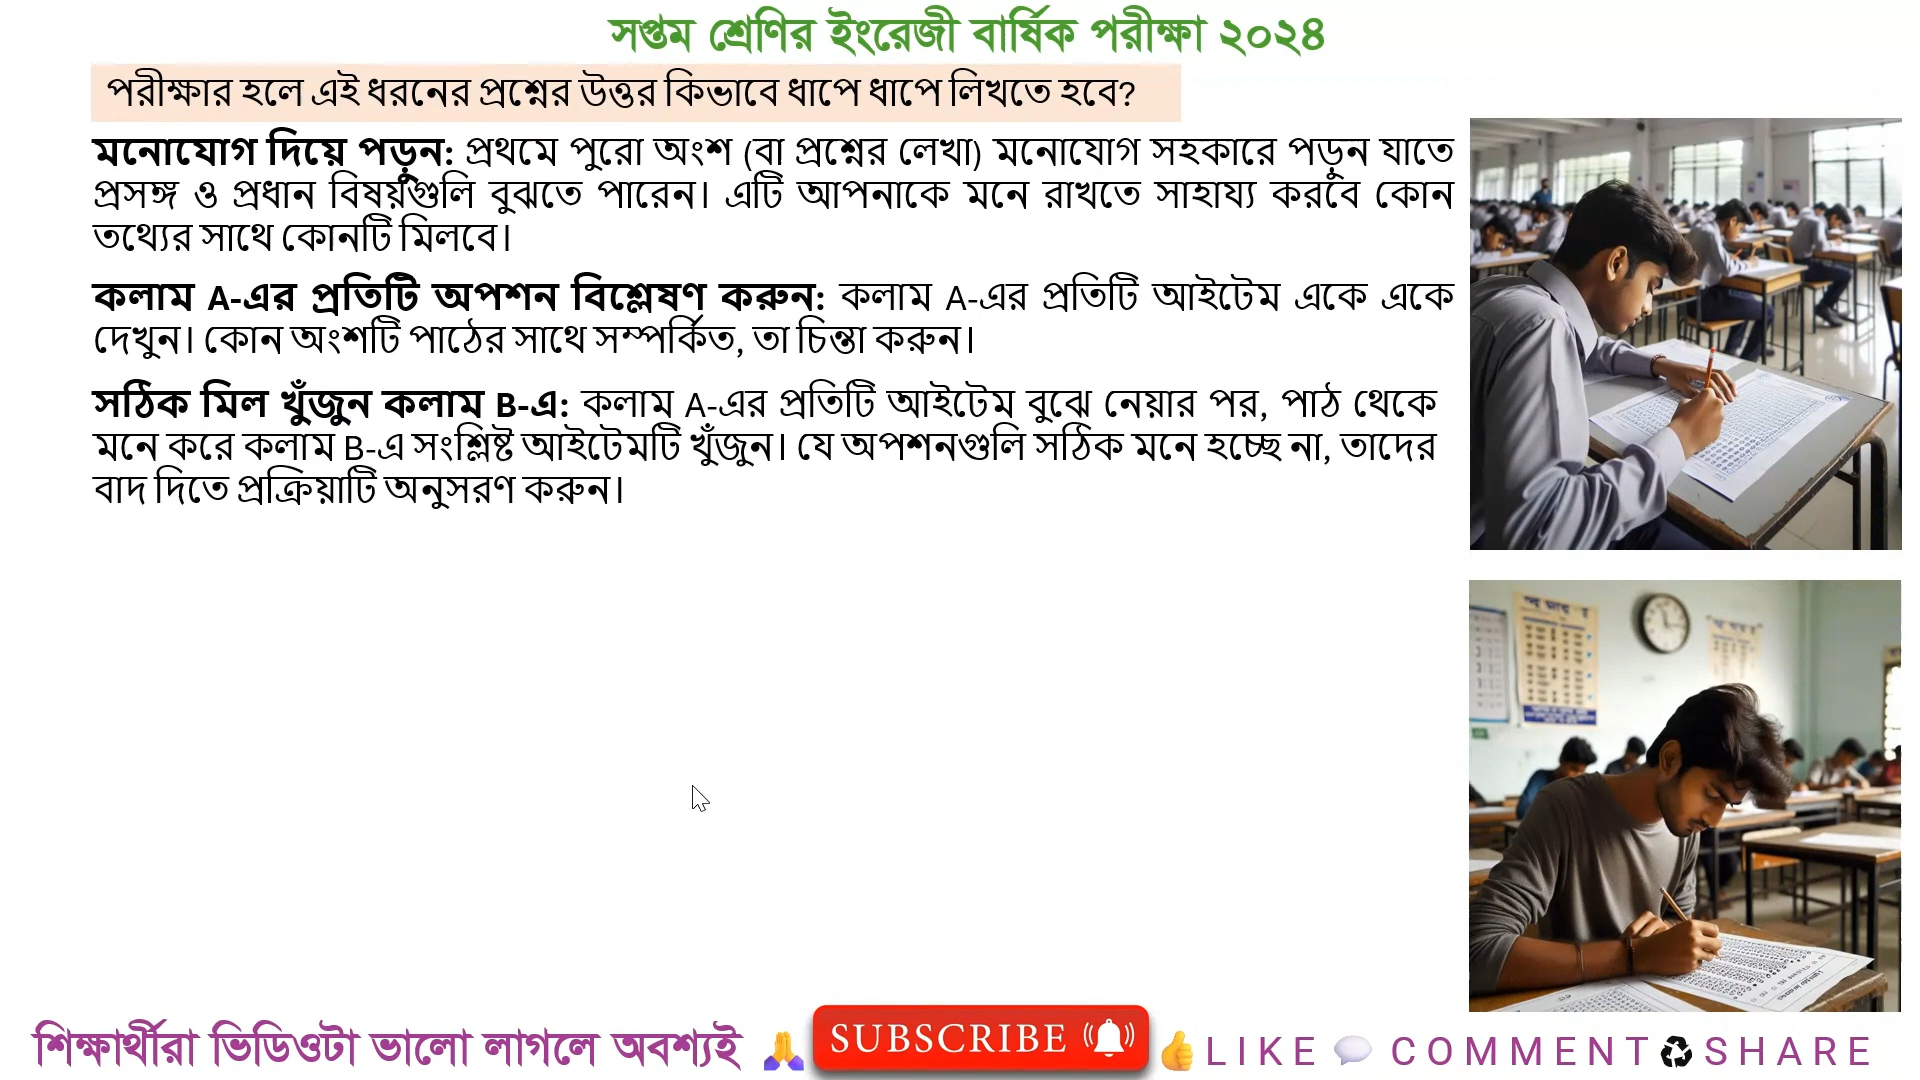 সপ্তম শ্রেণির ইংরেজী বার্ষিক পরীক্ষা ২০২৪
পরীক্ষার হলে এই ধরনের প্রশ্নের উত্তর কিভাবে ধাপে ধাপে লিখতে হবে?
মনোযোগ দিয়ে পড়ুন: প্রথমে পুরো অংশ (বা প্রশ্নের লেখা) মনোযোগ সহকারে পড়ুন যাতে
প্রসঙ্গ ও প্রধান বিষয়গুলি বুঝতে পারেন। এটি আপনাকে মনে রাখতে সাহায্য করবে কোন
তথ্যের সাথে কোনটি মিলবে।
কলাম A-এর প্রতিটি অপশন বিশ্লেষণ করুন: কলাম A-এর প্রতিটি আইটেম একে একে
দেখুন। কোন অংশটি পাঠের সাথে সম্পর্কিত, তা চিন্তা করুন।
সঠিক মিল খুঁজুন কলাম B-এ: কলাম A-এর প্রতিটি আইটেম বুঝে নেয়ার পর, পাঠ থেকে
মনে করে কলাম B-এ সংশ্লিষ্ট আইটেমটি খুঁজুন। যে অপশনগুলি সঠিক মনে হচ্ছে না, তাদের
বাদ দিতে প্রক্রিয়াটি অনুসরণ করুন।
শিক্ষার্থীরা ভিডিওটা ভালো লাগলে অবশ্যই 🙏 SUBSCRIBE 👍LIKE 💬 COMMENT♻SHARE